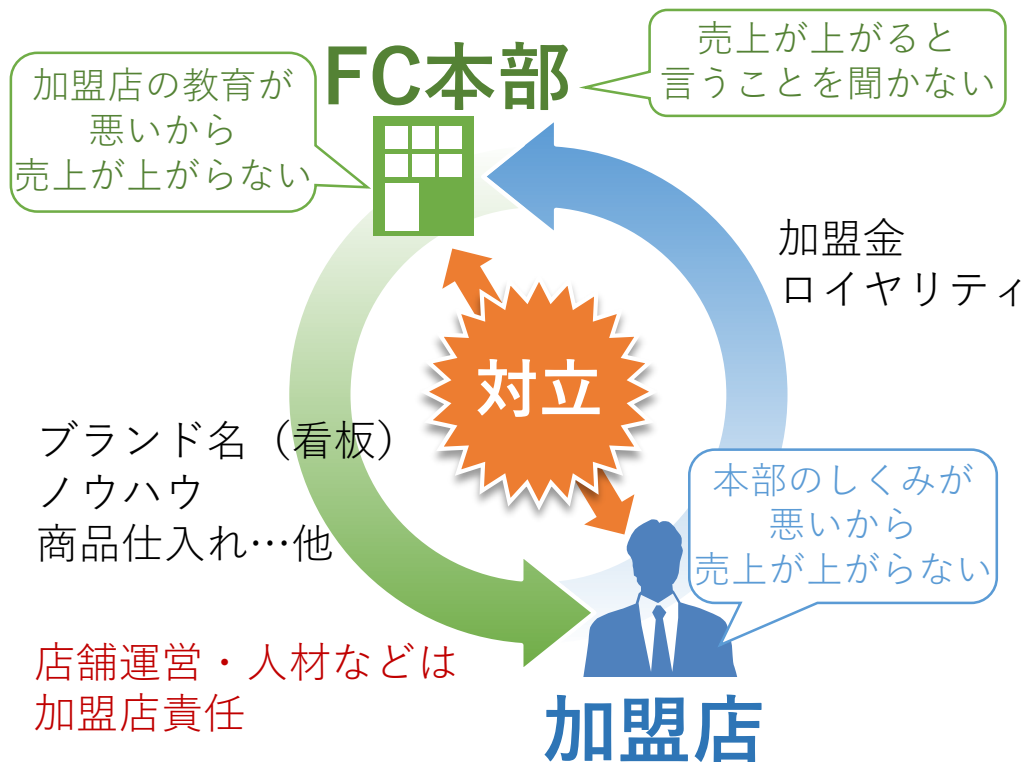 FC本部
売上が上がると
言うことを聞かない
加盟店の教育が
悪いから
売上が上がらない
加盟金
ロイヤリティ
対立
ブランド名（看板）
ノウハウ
商品仕入れ…他
本部のしくみが
悪いから
売上が上がらない
店舗運営・人材などは
加盟店責任
加盟店